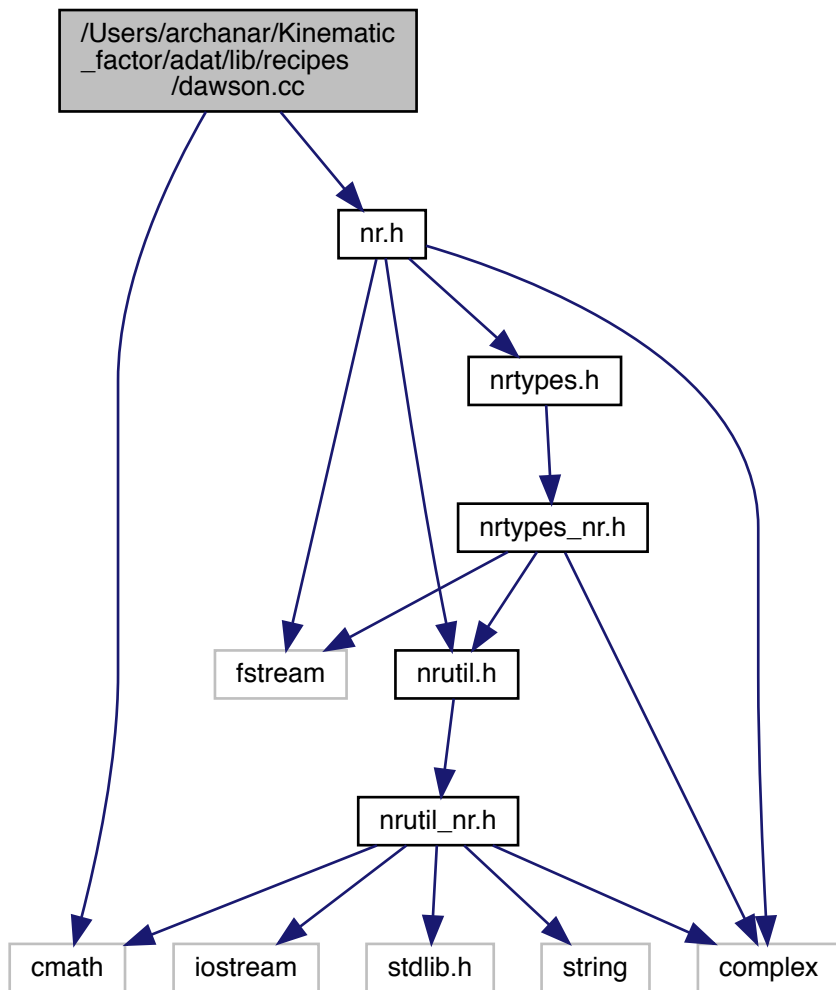 /Users/archanar/Kinematic
_factor/adat/lib/recipes
/dawson.cc
nr.h
nrtypes.h
nrtypes_nr.h
fstream
nrutil.h
nrutil_nr.h
cmath
iostream
stdlib.h
string
complex